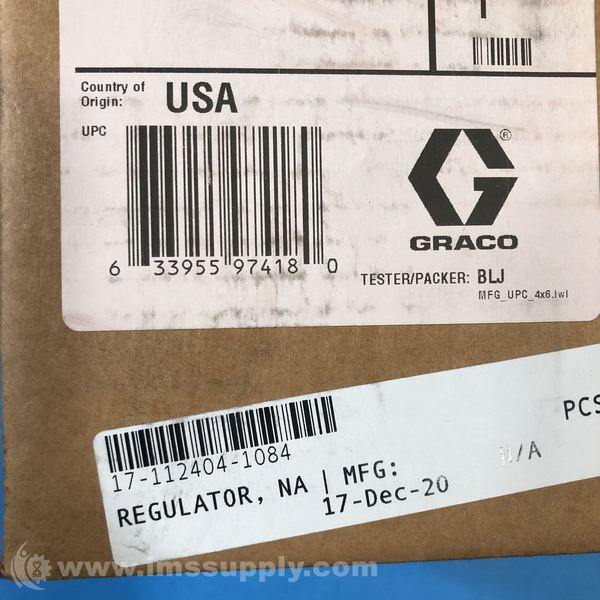 Country of
Origin: USA
UPC
6 33955 97418 0
®
GRACO
TESTER/PACKER: BLJ
MFG_UPC_4x6.lwl
PCS
17-112404-1084
N/A
REGULATOR, NA | MFG:
17-Dec-20
www.imssupply.com